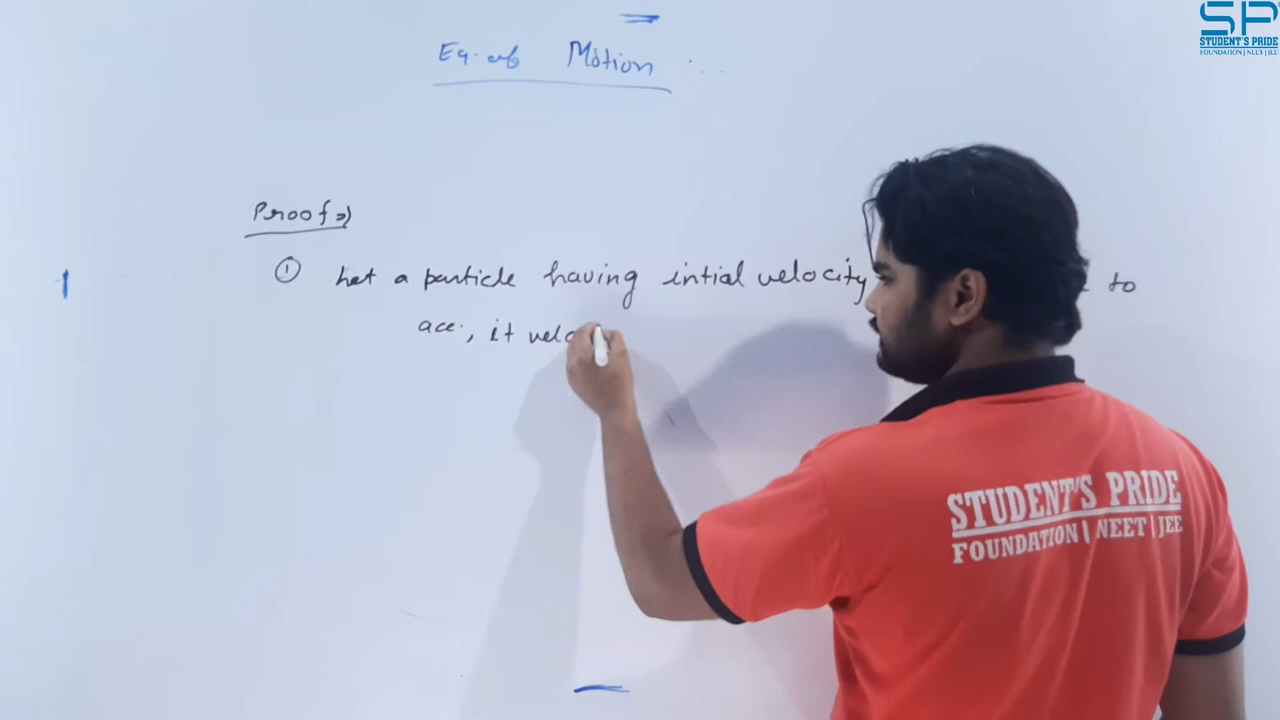 SP
STUDENT'S PRIDE
FOUNDATION | NEET | JEE
Eq. of Motion
Proof ⇒
① Let a particle having intial velocity to
acc., it velo
STUDENT'S PRIDE
FOUNDATION | NEET | JEE